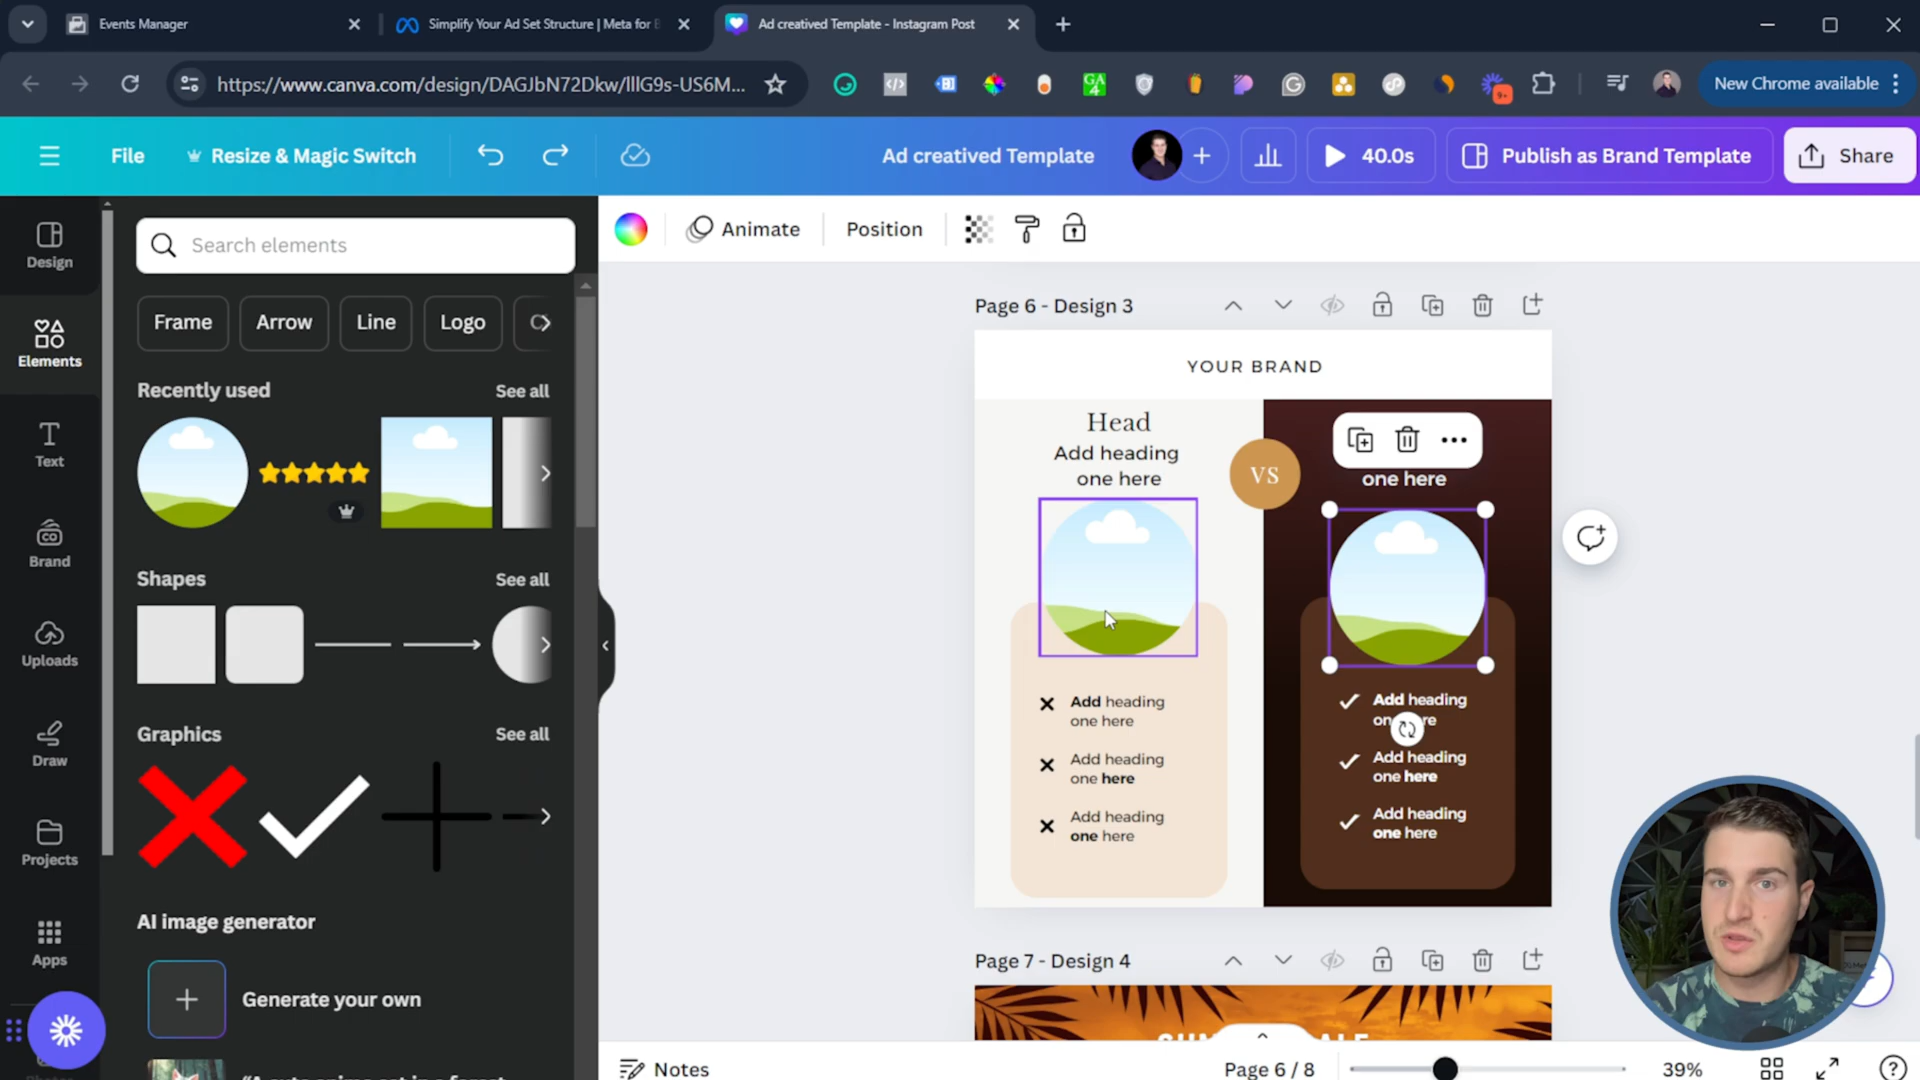 Events Manager
Simplify Your Ad Set Structure | Meta for B
Ad creatived Template - Instagram Post
https://www.canva.com/design/DAGJbN72Dkw/lllG9s-US6M...
New Chrome available
File
Resize & Magic Switch
Ad creatived Template
40.0s
Publish as Brand Template
Share
Design
Elements
Text
Brand
Uploads
Draw
Projects
Apps
Search elements
Frame
Arrow
Line
Logo
Recently used
See all
Shapes
See all
Graphics
See all
AI image generator
Generate your own
Animate
Position
Page 6 - Design 3
YOUR BRAND
Head
Add heading
one here
VS
one here
Add heading
one here
Add heading
one here
Add heading
one here
Add heading
Add heading
one here
Add heading
one here
Page 7 - Design 4
Notes
Page 6 / 8
39%